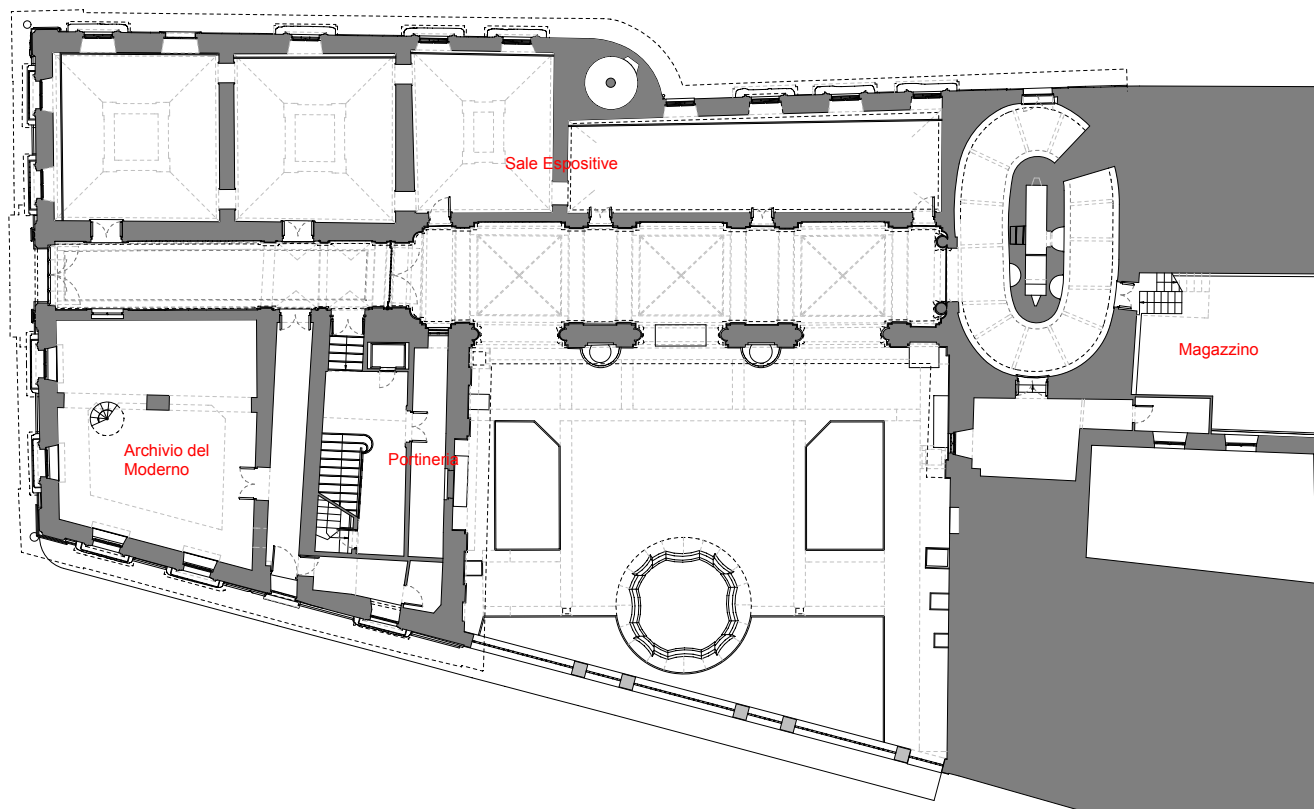 Sale Espositive
Magazzino
Archivio del
Moderno
Portineria